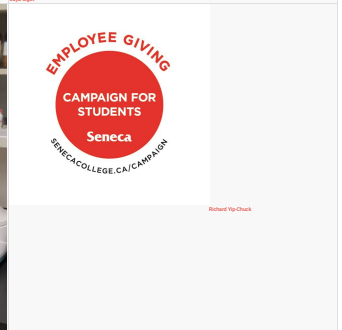 EMPLOYEE GIVING
CAMPAIGN FOR
STUDENTS
Seneca
SENECACOLLEGE.CA/CAMPAIGN
Richard Yip-Chuck